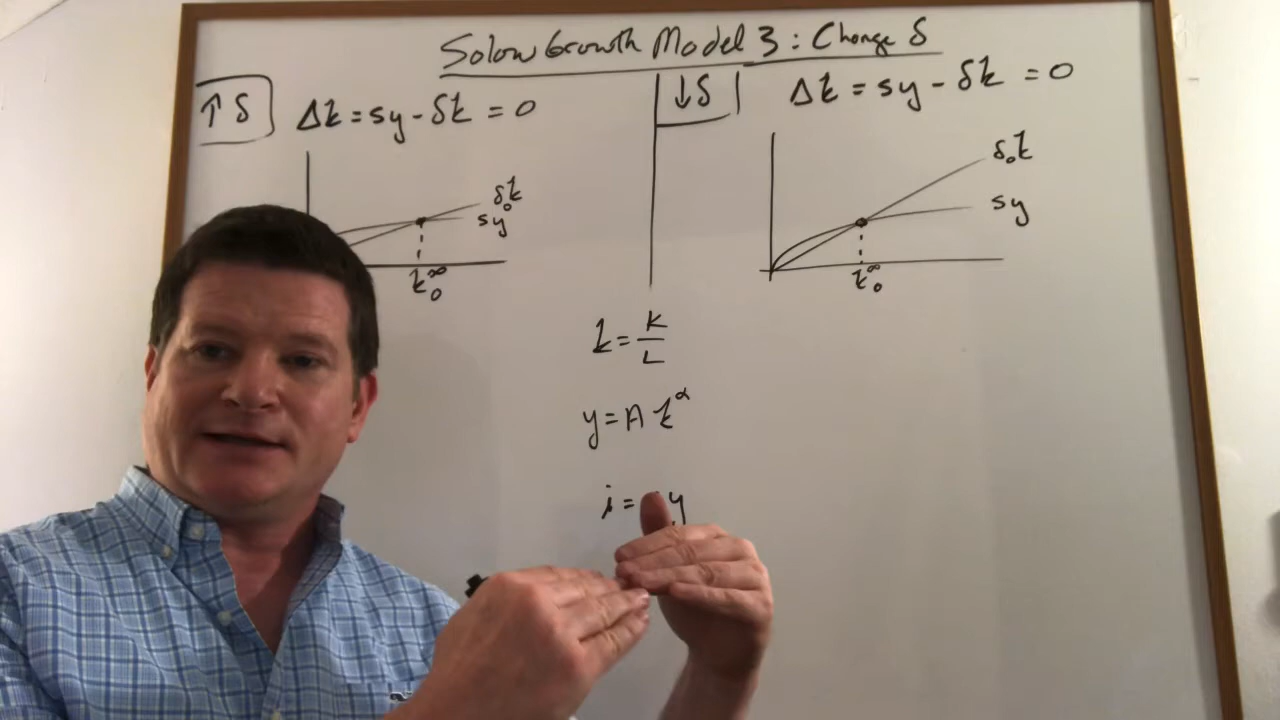 Solow Growth Model 3: Change δ
↑ δ
Δk = sy - δk = 0
δ₀k
sy
k₀*
↓ δ
Δk = sy - δk = 0
δ₀k
sy
k₀*
k = K/L
y = A k^α
i = y